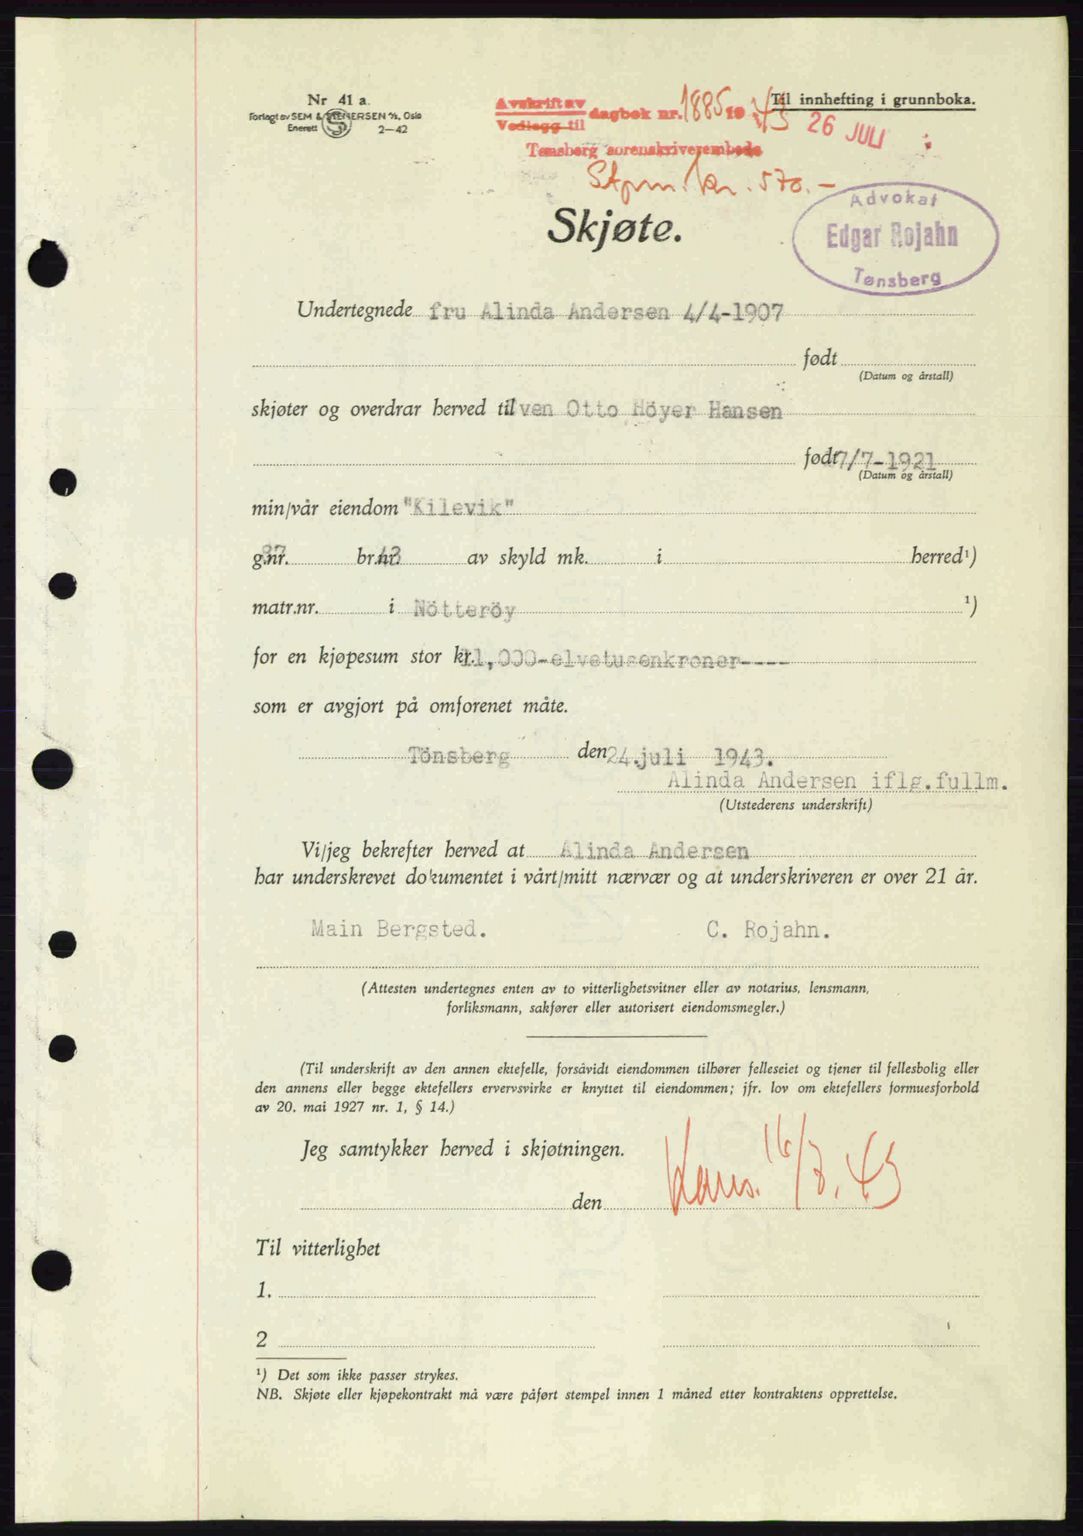 Nr 41 a.
Forlagt av SEM & STENERSEN A/S, Oslo
Enerett 2-42
Avskrift av
Vedlegg til dagbok nr. 1885 19 43
Tønsberg sorenskriverembede
Til innhefting i grunnboka.
26 JULI
Stpm. kr. 570.-
Skjøte.
Advokat
Edgar Rojahn
Tønsberg
Undertegnede fru Alinda Andersen 4/4-1907
født
(Datum og årstall)
skjøter og overdrar herved til ven Otto Höyer Hansen
født 7/7-1921
(Datum og årstall)
min/vår eiendom "Kilevik"
g.nr. 87 br.nr. 43 av skyld mk. i herred¹)
matr.nr. i Nötteröy ¹)
for en kjøpesum stor kr. 11,000-elvetusenkroner----
som er avgjort på omforenet måte.
Tönsberg den 24.juli 1943.
Alinda Andersen iflg.fullm.
(Utstederens underskrift)
Vi/jeg bekrefter herved at Alinda Andersen
har underskrevet dokumentet i vårt/mitt nærvær og at underskriveren er over 21 år.
Main Bergsted. C. Rojahn.
(Attesten undertegnes enten av to vitterlighetsvitner eller av notarius, lensmann,
forliksmann, sakfører eller autorisert eiendomsmegler.)
(Til underskrift av den annen ektefelle, forsåvidt eiendommen tilhører felleseiet og tjener til fellesbolig eller
den annens eller begge ektefellers ervervsvirke er knyttet til eiendommen; jfr. lov om ektefellers formuesforhold
av 20. mai 1927 nr. 1, § 14.)
Jeg samtykker herved i skjøtningen.
16/7.43
den
Til vitterlighet
1.
2
¹) Det som ikke passer strykes.
NB. Skjøte eller kjøpekontrakt må være påført stempel innen 1 måned etter kontraktens opprettelse.